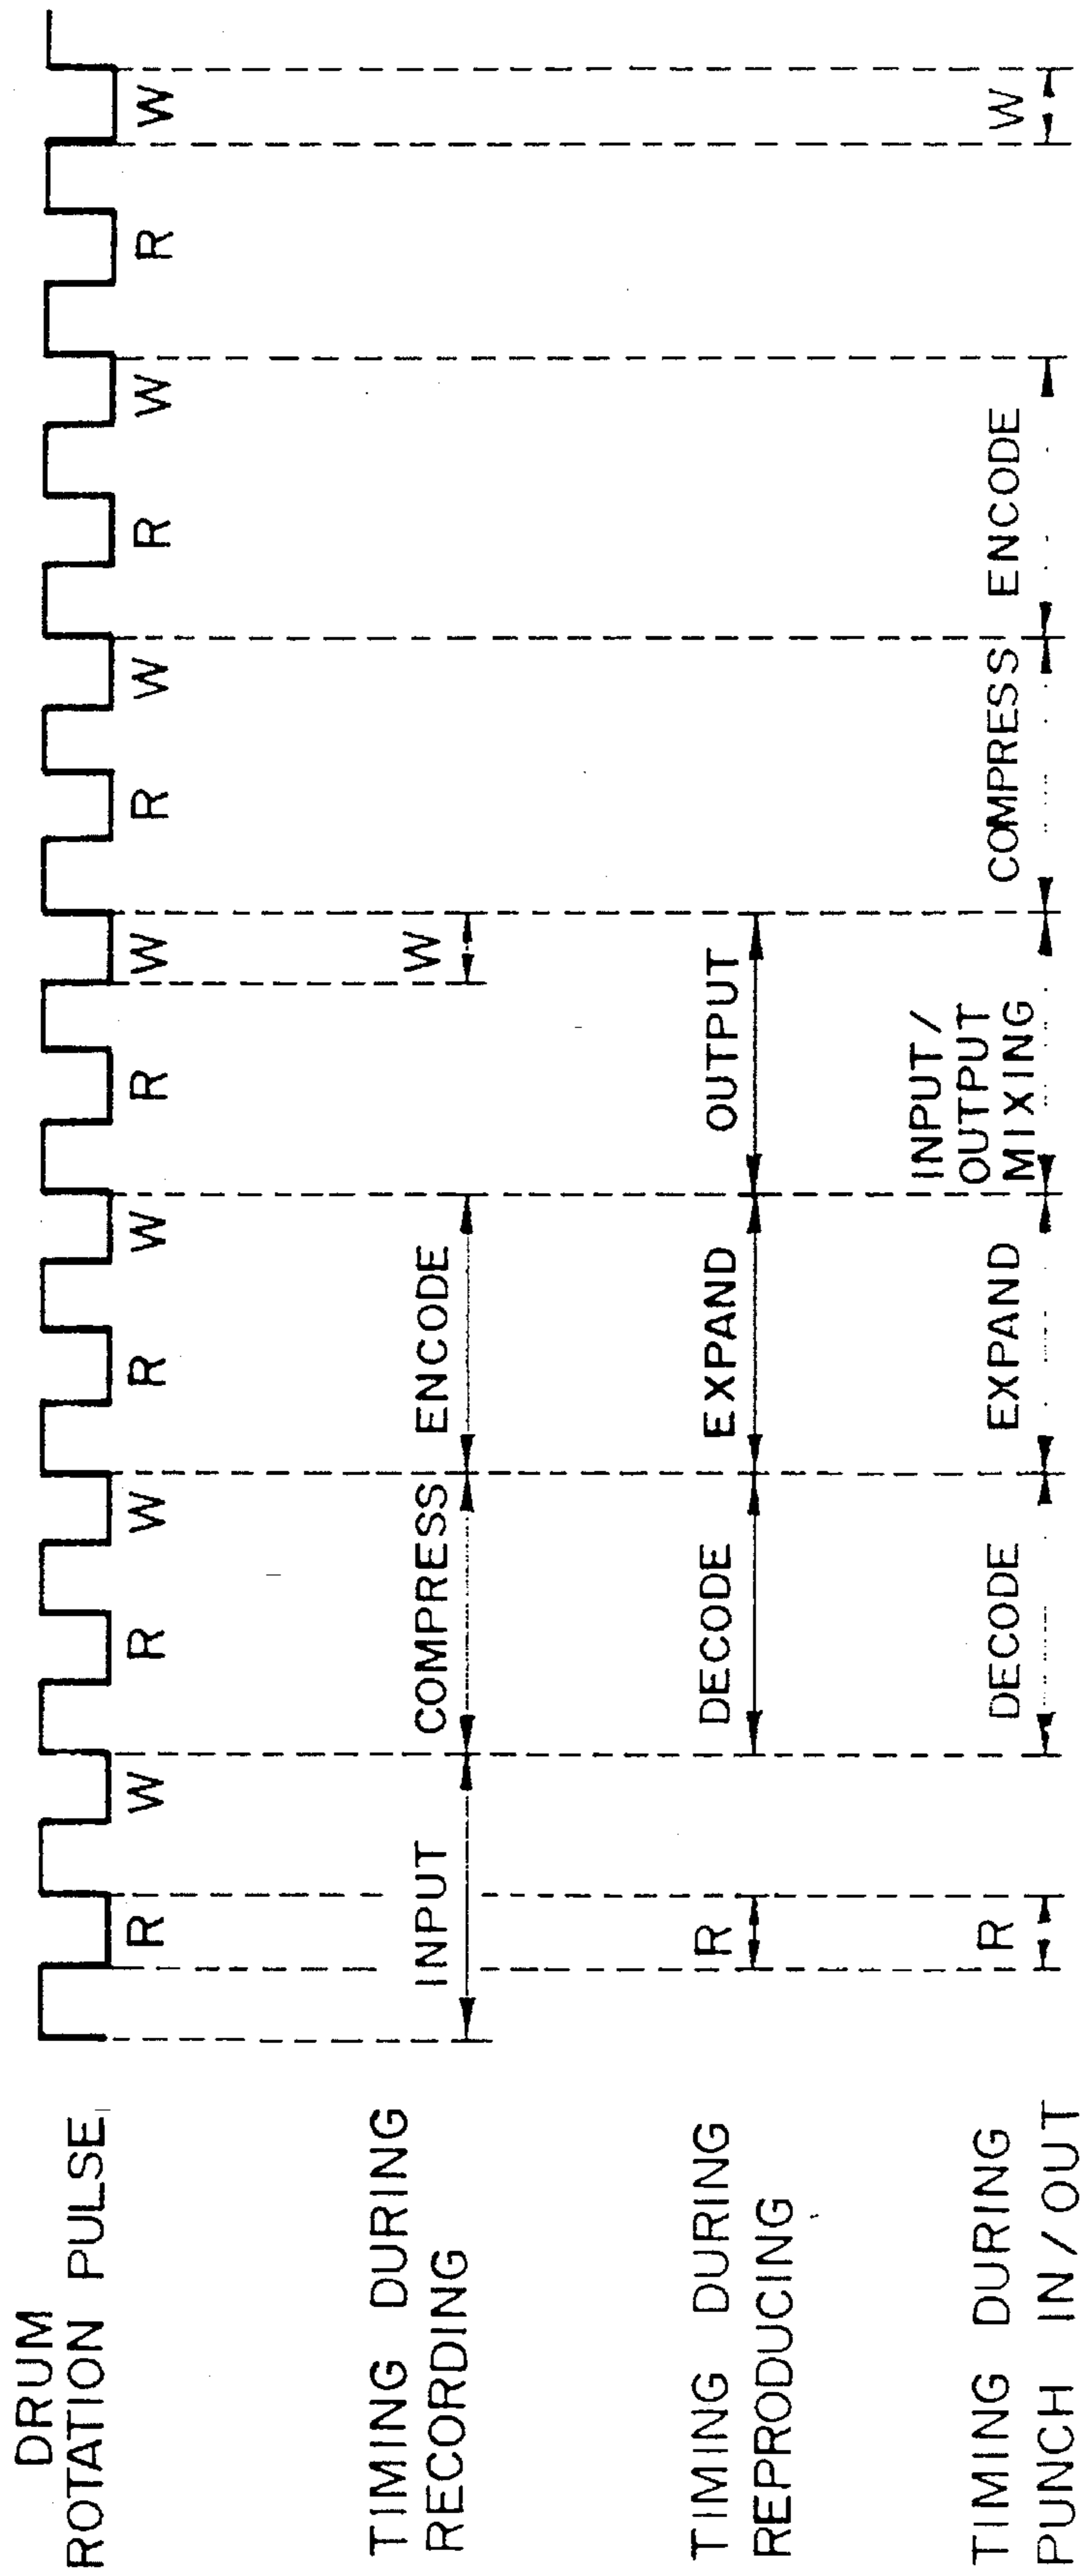 DRUM
ROTATION PULSE
R W R W R W R W R W R W R W
TIMING DURING
RECORDING
INPUT COMPRESS ENCODE W
TIMING DURING
REPRODUCING
R DECODE EXPAND OUTPUT
TIMING DURING
PUNCH IN/OUT
R DECODE EXPAND
INPUT/
OUTPUT
MIXING
COMPRESS ENCODE W